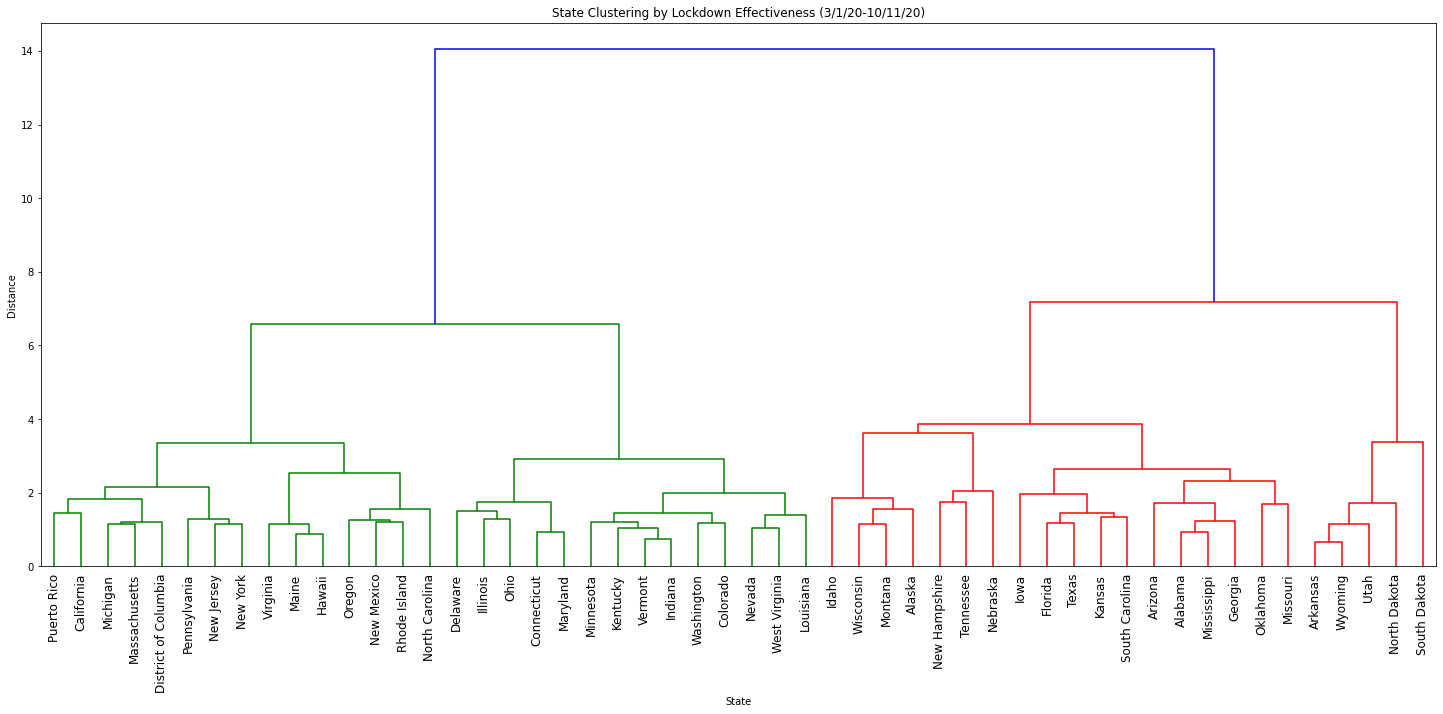 State Clustering by Lockdown Effectiveness (3/1/20-10/11/20)
14
12
10
8
6
4
2
0
Distance
Puerto Rico
California
Michigan
Massachusetts
District of Columbia
Pennsylvania
New Jersey
New York
Virginia
Maine
Hawaii
Oregon
New Mexico
Rhode Island
North Carolina
Delaware
Illinois
Ohio
Connecticut
Maryland
Minnesota
Kentucky
Vermont
Indiana
Washington
Colorado
Nevada
West Virginia
Louisiana
Idaho
Wisconsin
Montana
Alaska
New Hampshire
Tennessee
Nebraska
Iowa
Florida
Texas
Kansas
South Carolina
Arizona
Alabama
Mississippi
Georgia
Oklahoma
Missouri
Arkansas
Wyoming
Utah
North Dakota
South Dakota
State